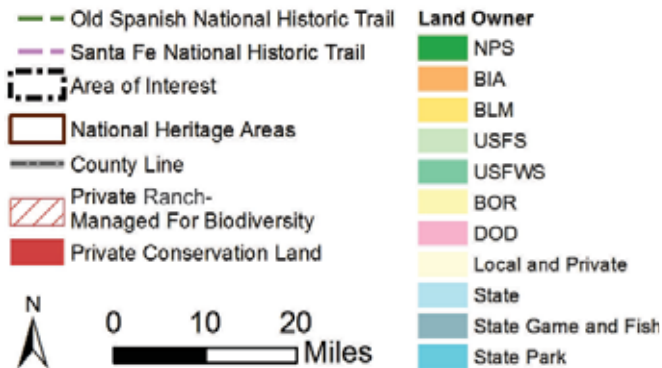 Old Spanish National Historic Trail
Santa Fe National Historic Trail
Area of Interest
National Heritage Areas
County Line
Private Ranch-
Managed For Biodiversity
Private Conservation Land
N
0 10 20
Miles
Land Owner
NPS
BIA
BLM
USFS
USFWS
BOR
DOD
Local and Private
State
State Game and Fish
State Park